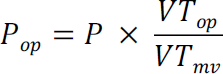 P_op = P × VT_op / VT_mv